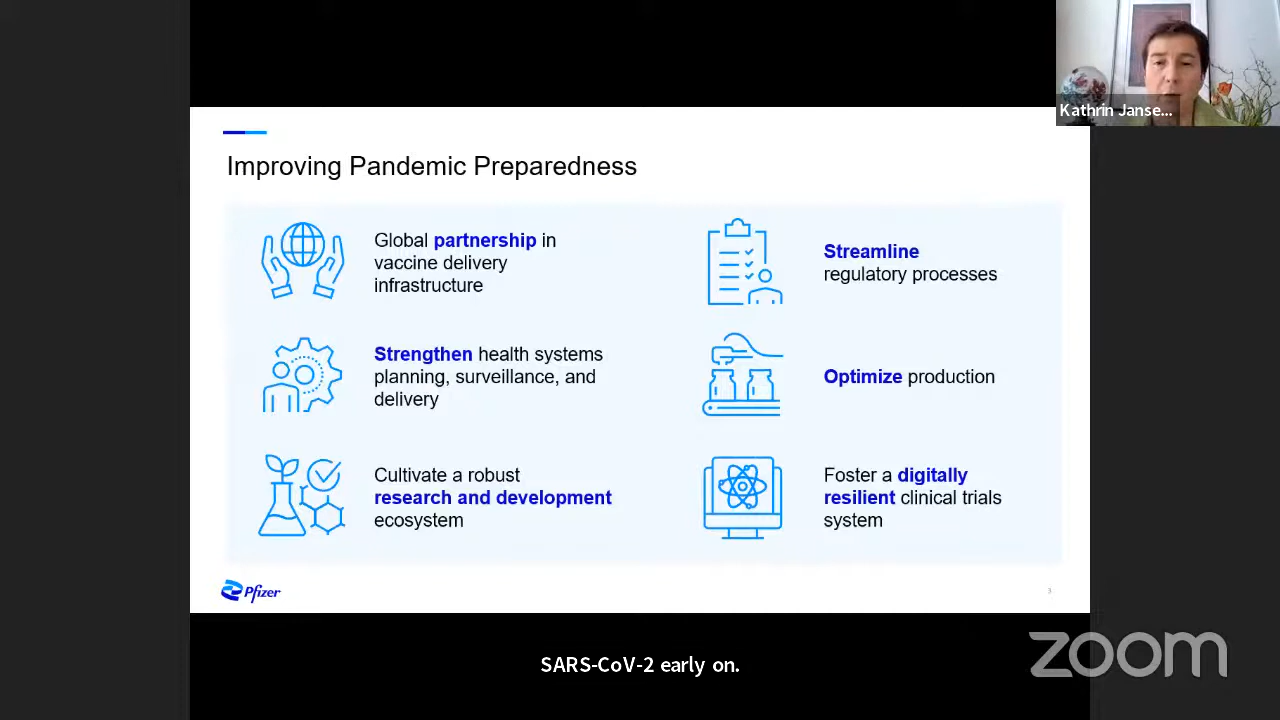 Kathrin Janse...
Improving Pandemic Preparedness
Global partnership in
vaccine delivery
infrastructure
Streamline
regulatory processes
Strengthen health systems
planning, surveillance, and
delivery
Optimize production
Cultivate a robust
research and development
ecosystem
Foster a digitally
resilient clinical trials
system
Pfizer
3
SARS-CoV-2 early on.
zoom